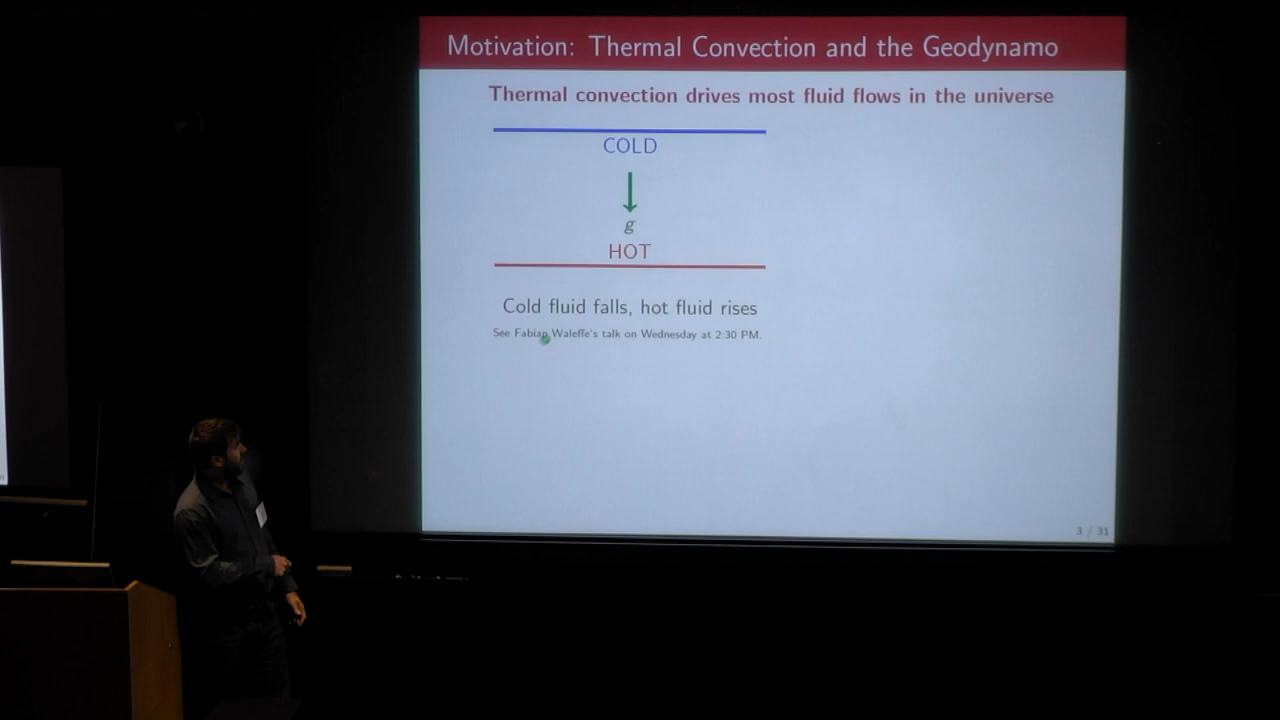 Motivation: Thermal Convection and the Geodynamo
Thermal convection drives most fluid flows in the universe
COLD
g
HOT
Cold fluid falls, hot fluid rises
See Fabian Waleffe's talk on Wednesday at 2:30 PM.
3 / 31